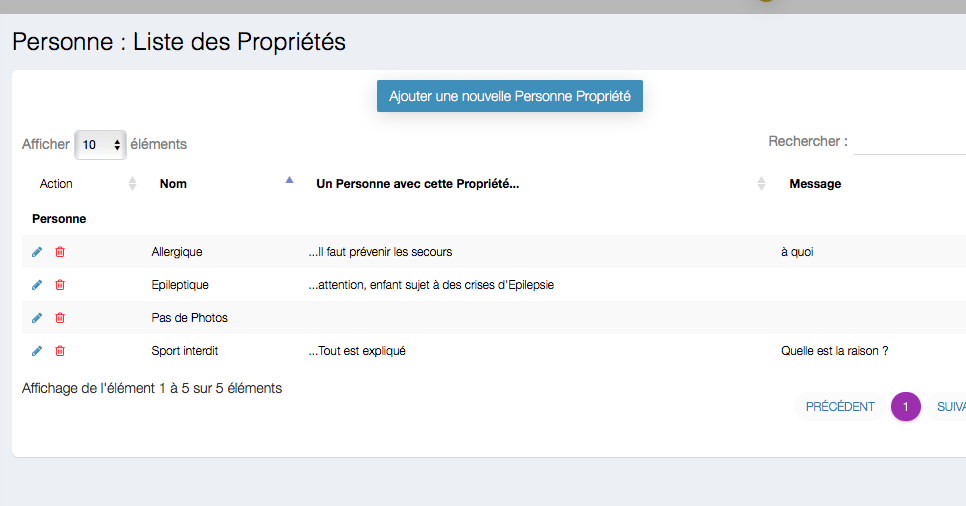 Personne : Liste des Propriétés
Ajouter une nouvelle Personne Propriété
Afficher 10 éléments
Rechercher :
Action Nom Un Personne avec cette Propriété... Message
Personne
Allergique ...Il faut prévenir les secours à quoi
Epileptique ...attention, enfant sujet à des crises d'Epilepsie
Pas de Photos
Sport interdit ...Tout est expliqué Quelle est la raison ?
Affichage de l'élément 1 à 5 sur 5 éléments
PRÉCÉDENT 1